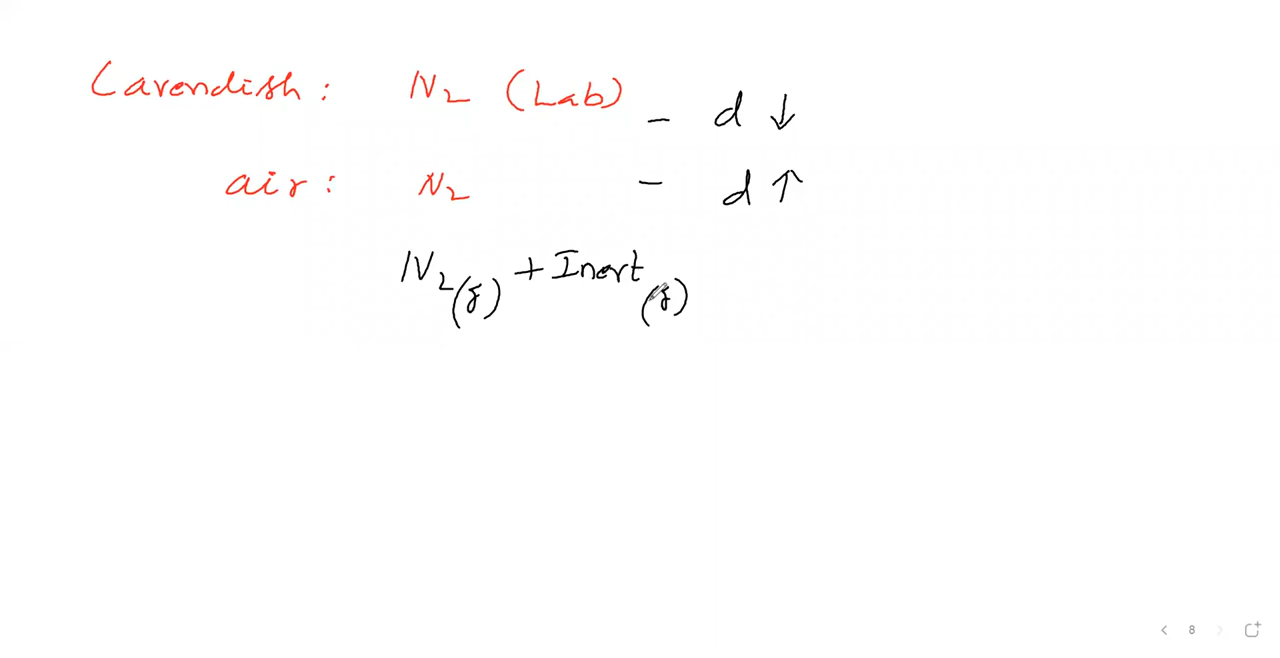 Cavendish : N2 (Lab) - d ↓
air : N2 - d ↑
N2(g) + Inert(g)
8